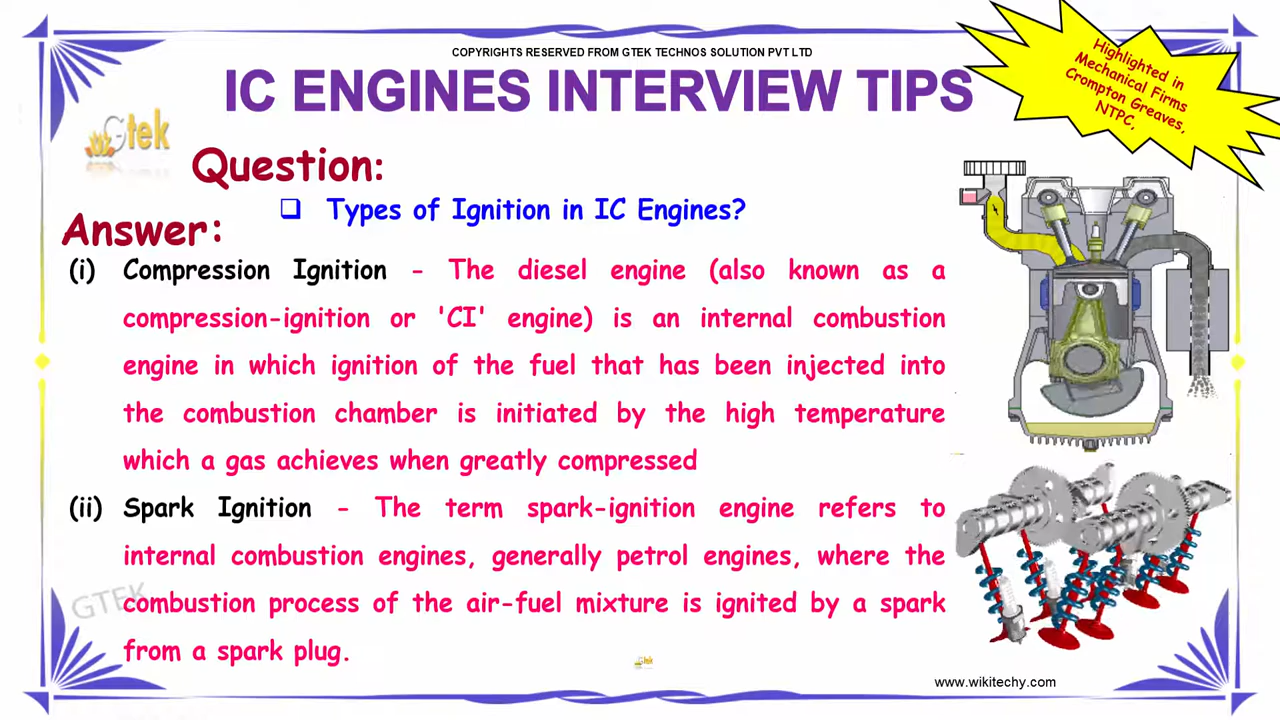 COPYRIGHTS RESERVED FROM GTEK TECHNOS SOLUTION PVT LTD
IC ENGINES INTERVIEW TIPS
Highlighted in
Mechanical Firms
Crompton Greaves,
NTPC,
Gtek
Question:
❑ Types of Ignition in IC Engines?
Answer:
(i) Compression Ignition - The diesel engine (also known as a
compression-ignition or 'CI' engine) is an internal combustion
engine in which ignition of the fuel that has been injected into
the combustion chamber is initiated by the high temperature
which a gas achieves when greatly compressed
(ii) Spark Ignition - The term spark-ignition engine refers to
internal combustion engines, generally petrol engines, where the
combustion process of the air-fuel mixture is ignited by a spark
from a spark plug.
GTEK
Gtek
www.wikitechy.com